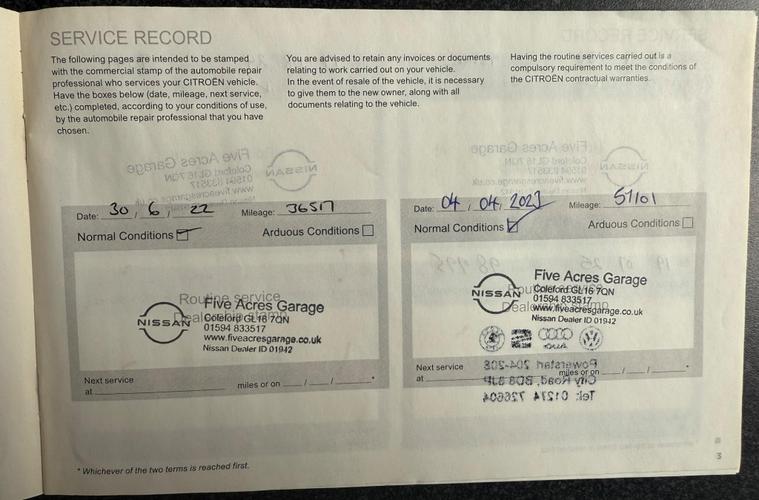 SERVICE RECORD
The following pages are intended to be stamped
with the commercial stamp of the automobile repair
professional who services your CITROËN vehicle.
Have the boxes below (date, mileage, next service,
etc.) completed, according to your conditions of use,
by the automobile repair professional that you have
chosen.
You are advised to retain any invoices or documents
relating to work carried out on your vehicle.
In the event of resale of the vehicle, it is necessary
to give them to the new owner, along with all
documents relating to the vehicle.
Having the routine services carried out is a
compulsory requirement to meet the conditions of
the CITROËN contractual warranties.
Date: 30 / 6 / 22 Mileage: 36517
Normal Conditions Arduous Conditions
Routine service
Dealership stamp
NISSAN
Five Acres Garage
Coleford GL16 7QN
01594 833517
www.fiveacresgarage.co.uk
Nissan Dealer ID 01942
Next service
at miles or on / / *
Date: 04 / 04 / 2023 Mileage: 51101
Normal Conditions Arduous Conditions
NISSAN
Five Acres Garage
Coleford GL16 7QN
01594 833517
www.fiveacresgarage.co.uk
Nissan Dealer ID 01942
Next service
at miles or on / / *
* Whichever of the two terms is reached first.
3